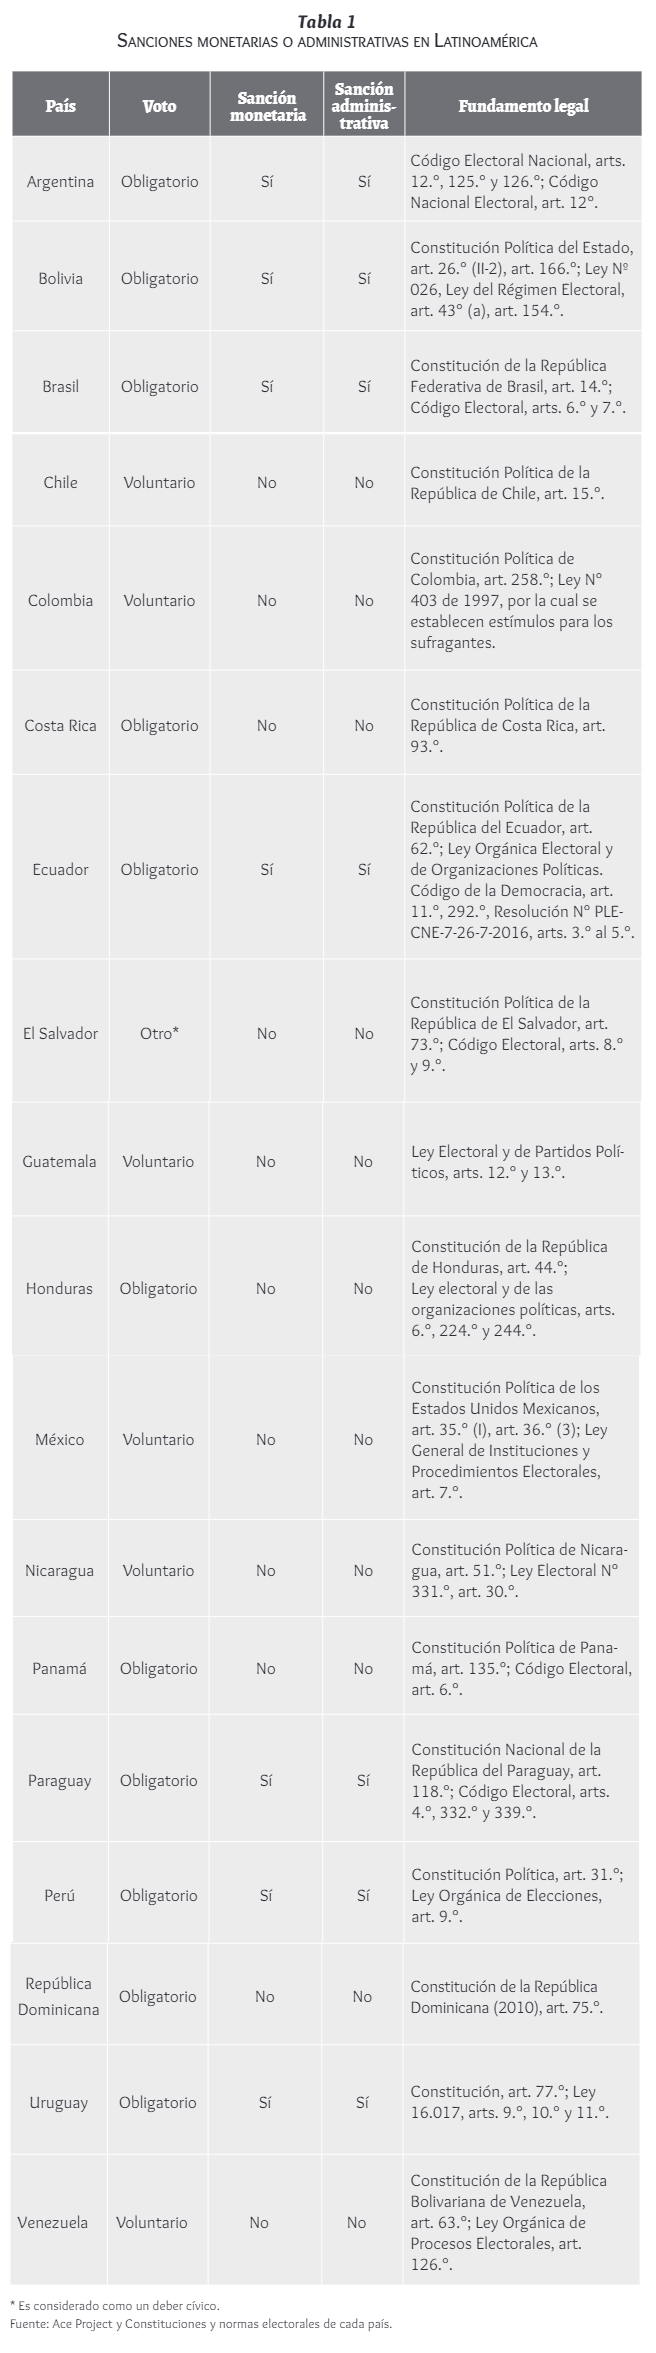 Tabla 1
Sanciones monetarias o administrativas en Latinoamérica
País
Voto
Sanción
monetaria
Sanción
adminis-
trativa
Fundamento legal
Argentina
Obligatorio
Sí
Sí
Código Electoral Nacional, arts.
12.º, 125.º y 126.º; Código
Nacional Electoral, art. 12°.
Bolivia
Obligatorio
Sí
Sí
Constitución Política del Estado,
art. 26.º (II-2), art. 166.º; Ley Nº
026, Ley del Régimen Electoral,
art. 43° (a), art. 154.º.
Brasil
Obligatorio
Sí
Sí
Constitución de la República
Federativa de Brasil, art. 14.º;
Código Electoral, arts. 6.º y 7.º.
Chile
Voluntario
No
No
Constitución Política de la
República de Chile, art. 15.º.
Colombia
Voluntario
No
No
Constitución Política de
Colombia, art. 258.º; Ley N°
403 de 1997, por la cual se
establecen estímulos para los
sufragantes.
Costa Rica
Obligatorio
No
No
Constitución Política de la
República de Costa Rica, art.
93.º.
Ecuador
Obligatorio
Sí
Sí
Constitución Política de la
República del Ecuador, art.
62.º; Ley Orgánica Electoral y
de Organizaciones Políticas.
Código de la Democracia, art.
11.º, 292.º, Resolución N° PLE-
CNE-7-26-7-2016, arts. 3.º al 5.º.
El Salvador
Otro*
No
No
Constitución Política de la
República de El Salvador, art.
73.º; Código Electoral, arts. 8.º
y 9.º.
Guatemala
Voluntario
No
No
Ley Electoral y de Partidos Polí-
ticos, arts. 12.º y 13.º.
Honduras
Obligatorio
No
No
Constitución de la República
de Honduras, art. 44.º;
Ley electoral y de las
organizaciones políticas, arts.
6.º, 224.º y 244.º.
México
Voluntario
No
No
Constitución Política de los
Estados Unidos Mexicanos,
art. 35.º (I), art. 36.º (3); Ley
General de Instituciones y
Procedimientos Electorales,
art. 7.º.
Nicaragua
Voluntario
No
No
Constitución Política de Nicara-
gua, art. 51.º; Ley Electoral N°
331.º, art. 30.º.
Panamá
Obligatorio
No
No
Constitución Política de Pana-
má, art. 135.º; Código Electoral,
art. 6.º.
Paraguay
Obligatorio
Sí
Sí
Constitución Nacional de la
República del Paraguay, art.
118.º; Código Electoral, arts.
4.º, 332.º y 339.º.
Perú
Obligatorio
Sí
Sí
Constitución Política, art. 31.º;
Ley Orgánica de Elecciones,
art. 9.º.
República
Dominicana
Obligatorio
No
No
Constitución de la República
Dominicana (2010), art. 75.º.
Uruguay
Obligatorio
Sí
Sí
Constitución, art. 77.º; Ley
16.017, arts. 9.º, 10.º y 11.º.
Venezuela
Voluntario
No
No
Constitución de la República
Bolivariana de Venezuela,
art. 63.º; Ley Orgánica de
Procesos Electorales, art.
126.º.
* Es considerado como un deber cívico.
Fuente: Ace Project y Constituciones y normas electorales de cada país.